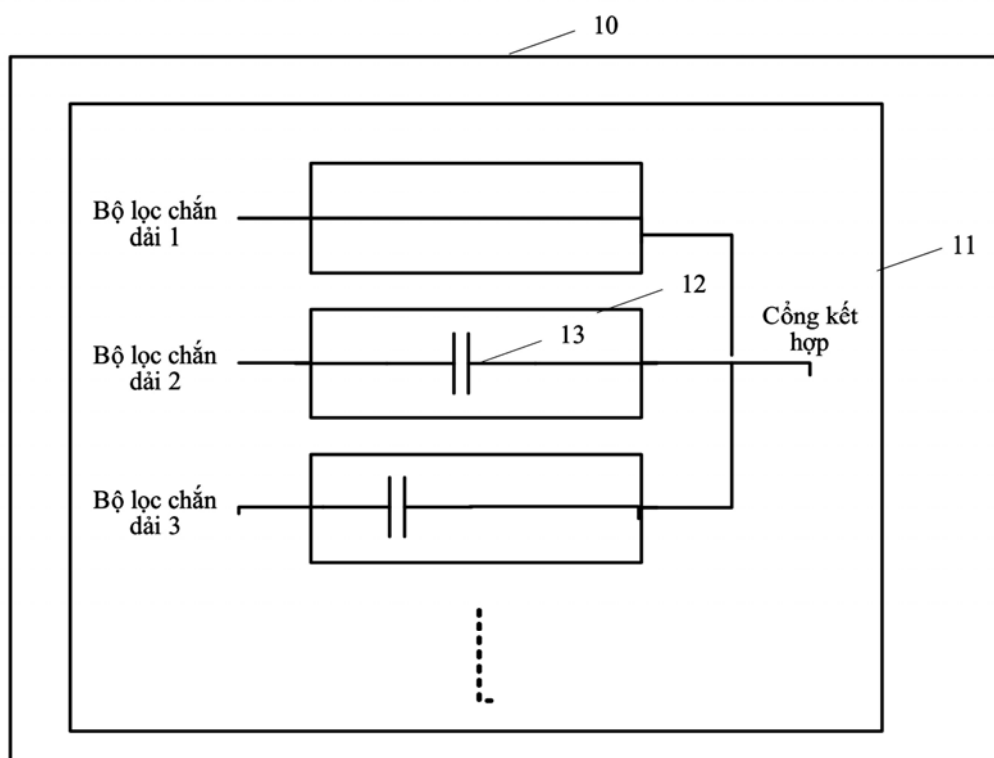 10
Bộ lọc chắn
dải 1
11
12
Cổng kết
hợp
13
Bộ lọc chắn
dải 2
Bộ lọc chắn
dải 3